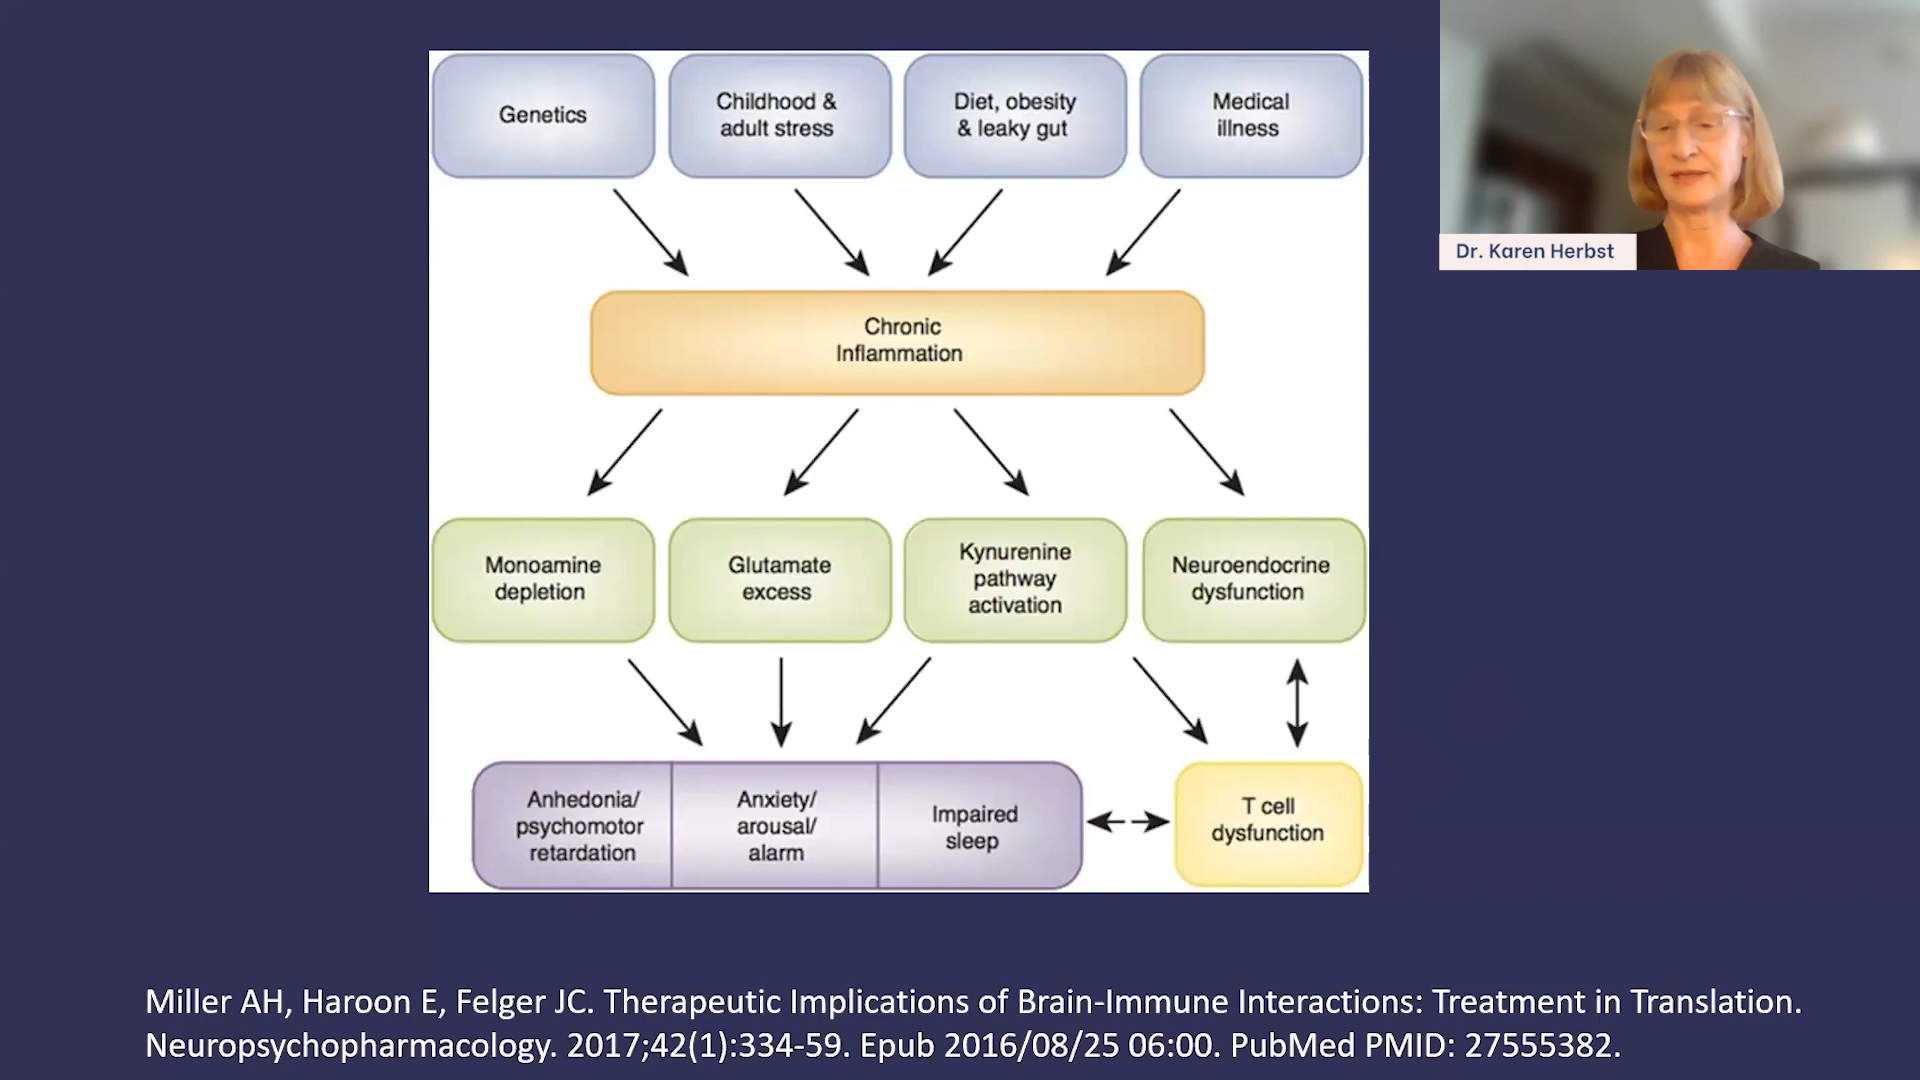 Genetics
Childhood &
adult stress
Diet, obesity
& leaky gut
Medical
illness
Dr. Karen Herbst
Chronic
Inflammation
Monoamine
depletion
Glutamate
excess
Kynurenine
pathway
activation
Neuroendocrine
dysfunction
Anhedonia/
psychomotor
retardation
Anxiety/
arousal/
alarm
Impaired
sleep
T cell
dysfunction
Miller AH, Haroon E, Felger JC. Therapeutic Implications of Brain-Immune Interactions: Treatment in Translation.
Neuropsychopharmacology. 2017;42(1):334-59. Epub 2016/08/25 06:00. PubMed PMID: 27555382.